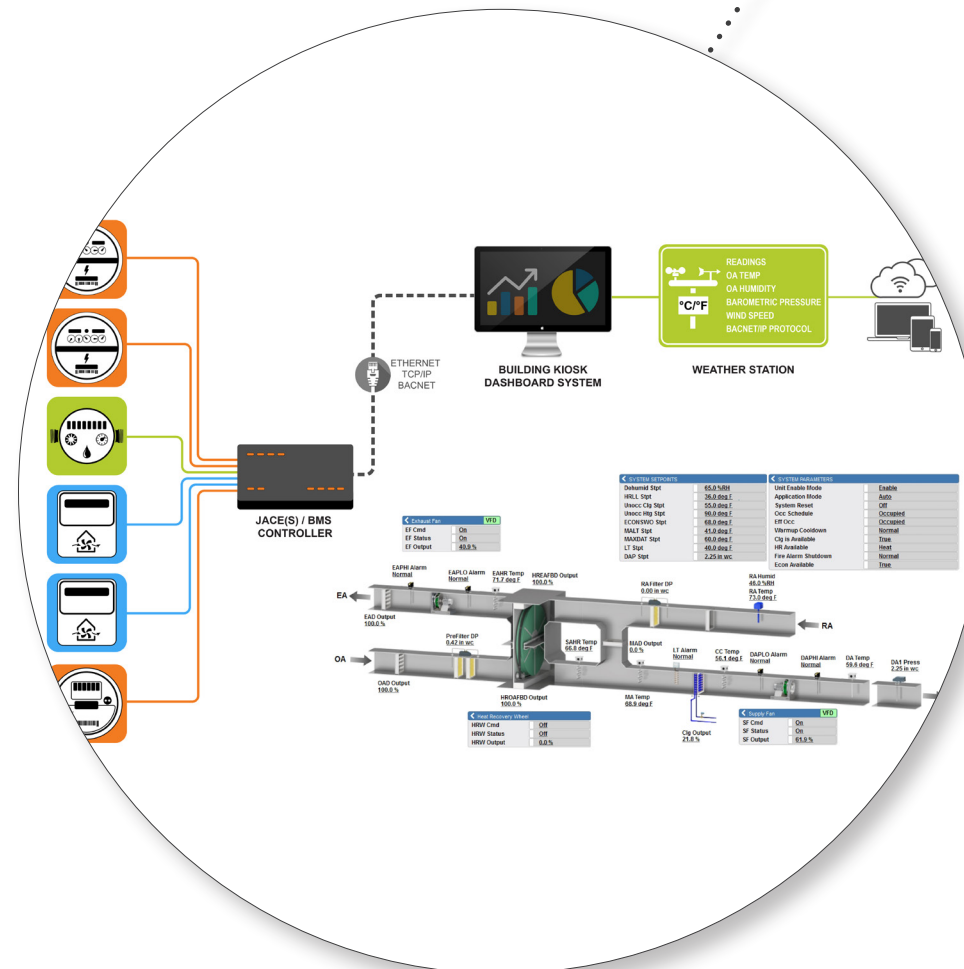 READINGS
OA TEMP
OA HUMIDITY
BAROMETRIC PRESSURE
WIND SPEED
BACNET/IP PROTOCOL
°C/°F
ETHERNET
TCP/IP
BACNET
BUILDING KIOSK
DASHBOARD SYSTEM
WEATHER STATION
JACE(S) / BMS
CONTROLLER
SYSTEM SETPOINTS
Dehumid Stpt 65.0 %RH
HRLL Stpt 36.0 deg F
Unocc Clg Stpt 55.0 deg F
Unocc Htg Stpt 90.0 deg F
ECONSWO Stpt 68.0 deg F
MALT Stpt 41.0 deg F
MAXDAT Stpt 60.0 deg F
LT Stpt 40.0 deg F
DAP Stpt 2.25 in wc
SYSTEM PARAMETERS
Unit Enable Mode Enable
Application Mode Auto
System Reset Off
Occ Schedule Occupied
Eff Occ Occupied
Warmup Cooldown Normal
Clg is Available True
HR Available Heat
Fire Alarm Shutdown Normal
Econ Available True
Exhaust Fan VFD
EF Cmd On
EF Status On
EF Output 40.9 %
EAPHI Alarm
Normal
EAPLO Alarm
Normal
EAHR Temp
71.7 deg F
HREAFBD Output
100.0 %
RA Filter DP
0.00 in wc
RA Humid
46.0 %RH
RA Temp
73.0 deg F
EA
EAD Output
100.0 %
RA
PreFilter DP
0.42 in wc
SAHR Temp
66.8 deg F
MAD Output
0.0 %
LT Alarm
Normal
CC Temp
56.1 deg F
DAPLO Alarm
Normal
DAPHI Alarm
Normal
DA Temp
59.6 deg F
DA1 Press
2.25 in wc
OA
OAD Output
100.0 %
HROAFBD Output
100.0 %
MA Temp
68.9 deg F
Heat Recovery Wheel
HRW Cmd Off
HRW Status Off
HRW Output 0.0 %
Clg Output
21.8 %
Supply Fan VFD
SF Cmd On
SF Status On
SF Output 61.9 %